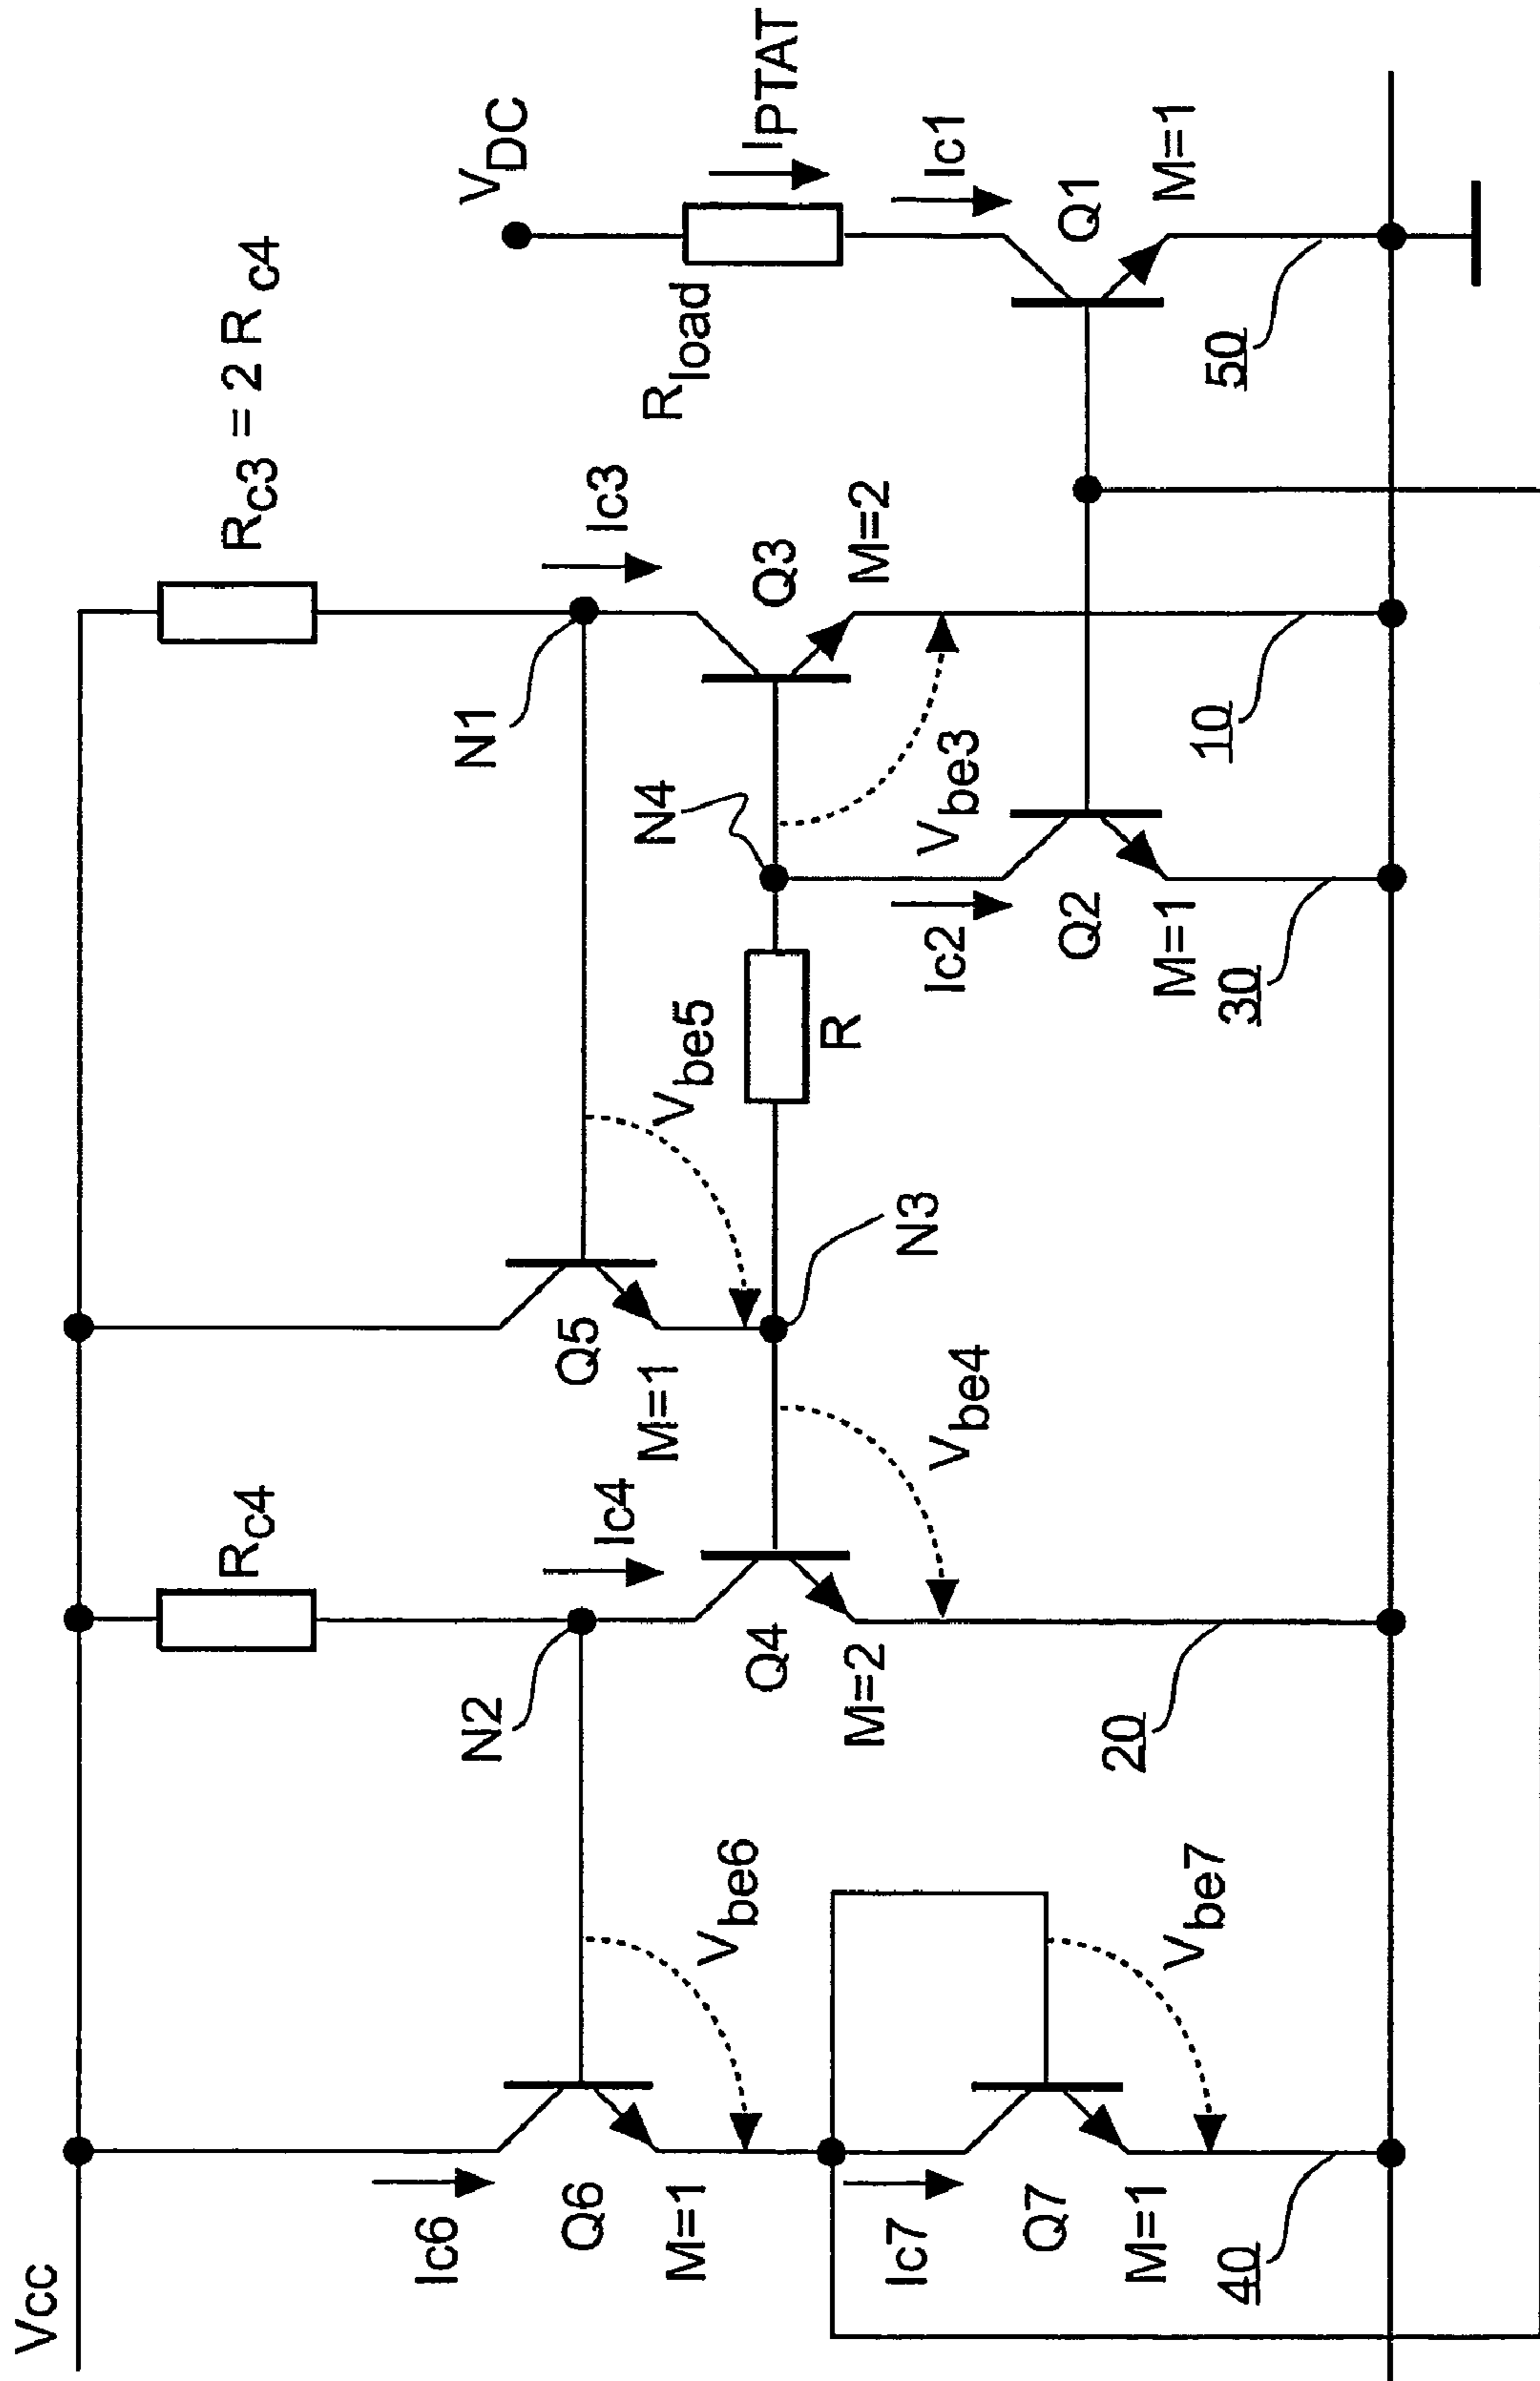 Vcc
Rc4
Rc3 = 2 R c4
VDC
Ic6
N2
Ic4
Q5
M=1
Vbe5
N1
Ic3
Rload
IPTAT
Q6
M=1
Vbe6
Q4
M=2
Vbe4
N3
R
N4
Q3
M=2
Vbe3
Ic1
Q1
M=1
Ic7
Q7
M=1
Vbe7
Ic2
Q2
M=1
40
20
30
10
50